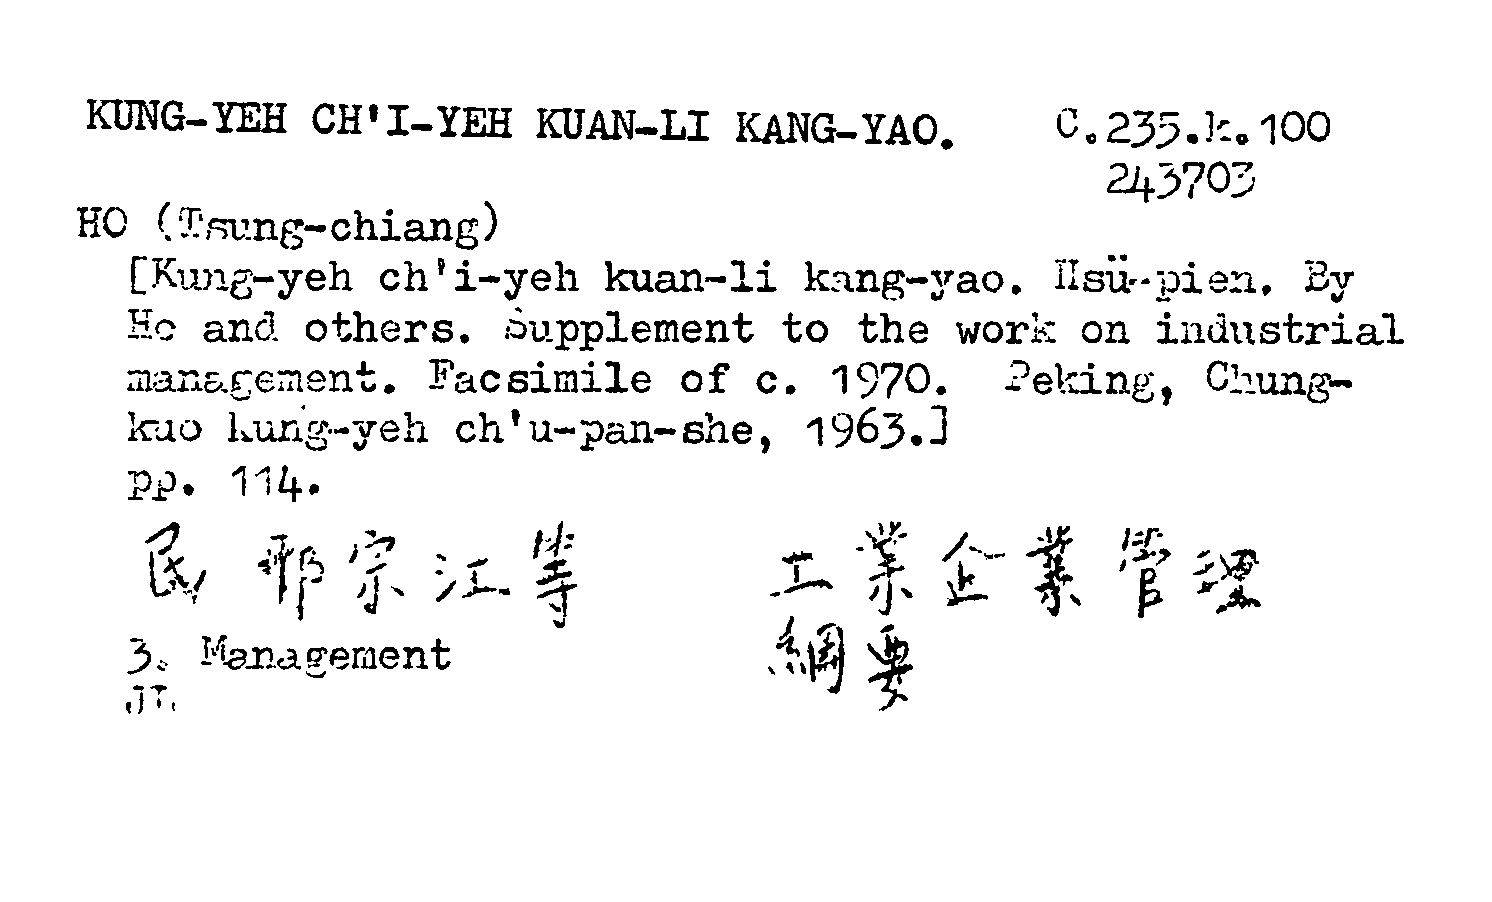 KUNG-YEH CH'I-YEH KUAN-LI KANG-YAO. C.235.k.100
243703
HO (Tsung-chiang)
[Kung-yeh ch'i-yeh kuan-li kang-yao. Hsü-pien. By
Ho and others. Supplement to the work on industrial
management. Facsimile of c. 1970. Peking, Chung-
kuo kung-yeh ch'u-pan-she, 1963.]
pp. 114.
民 宗江等 工業企業管理
綱要
3. Management